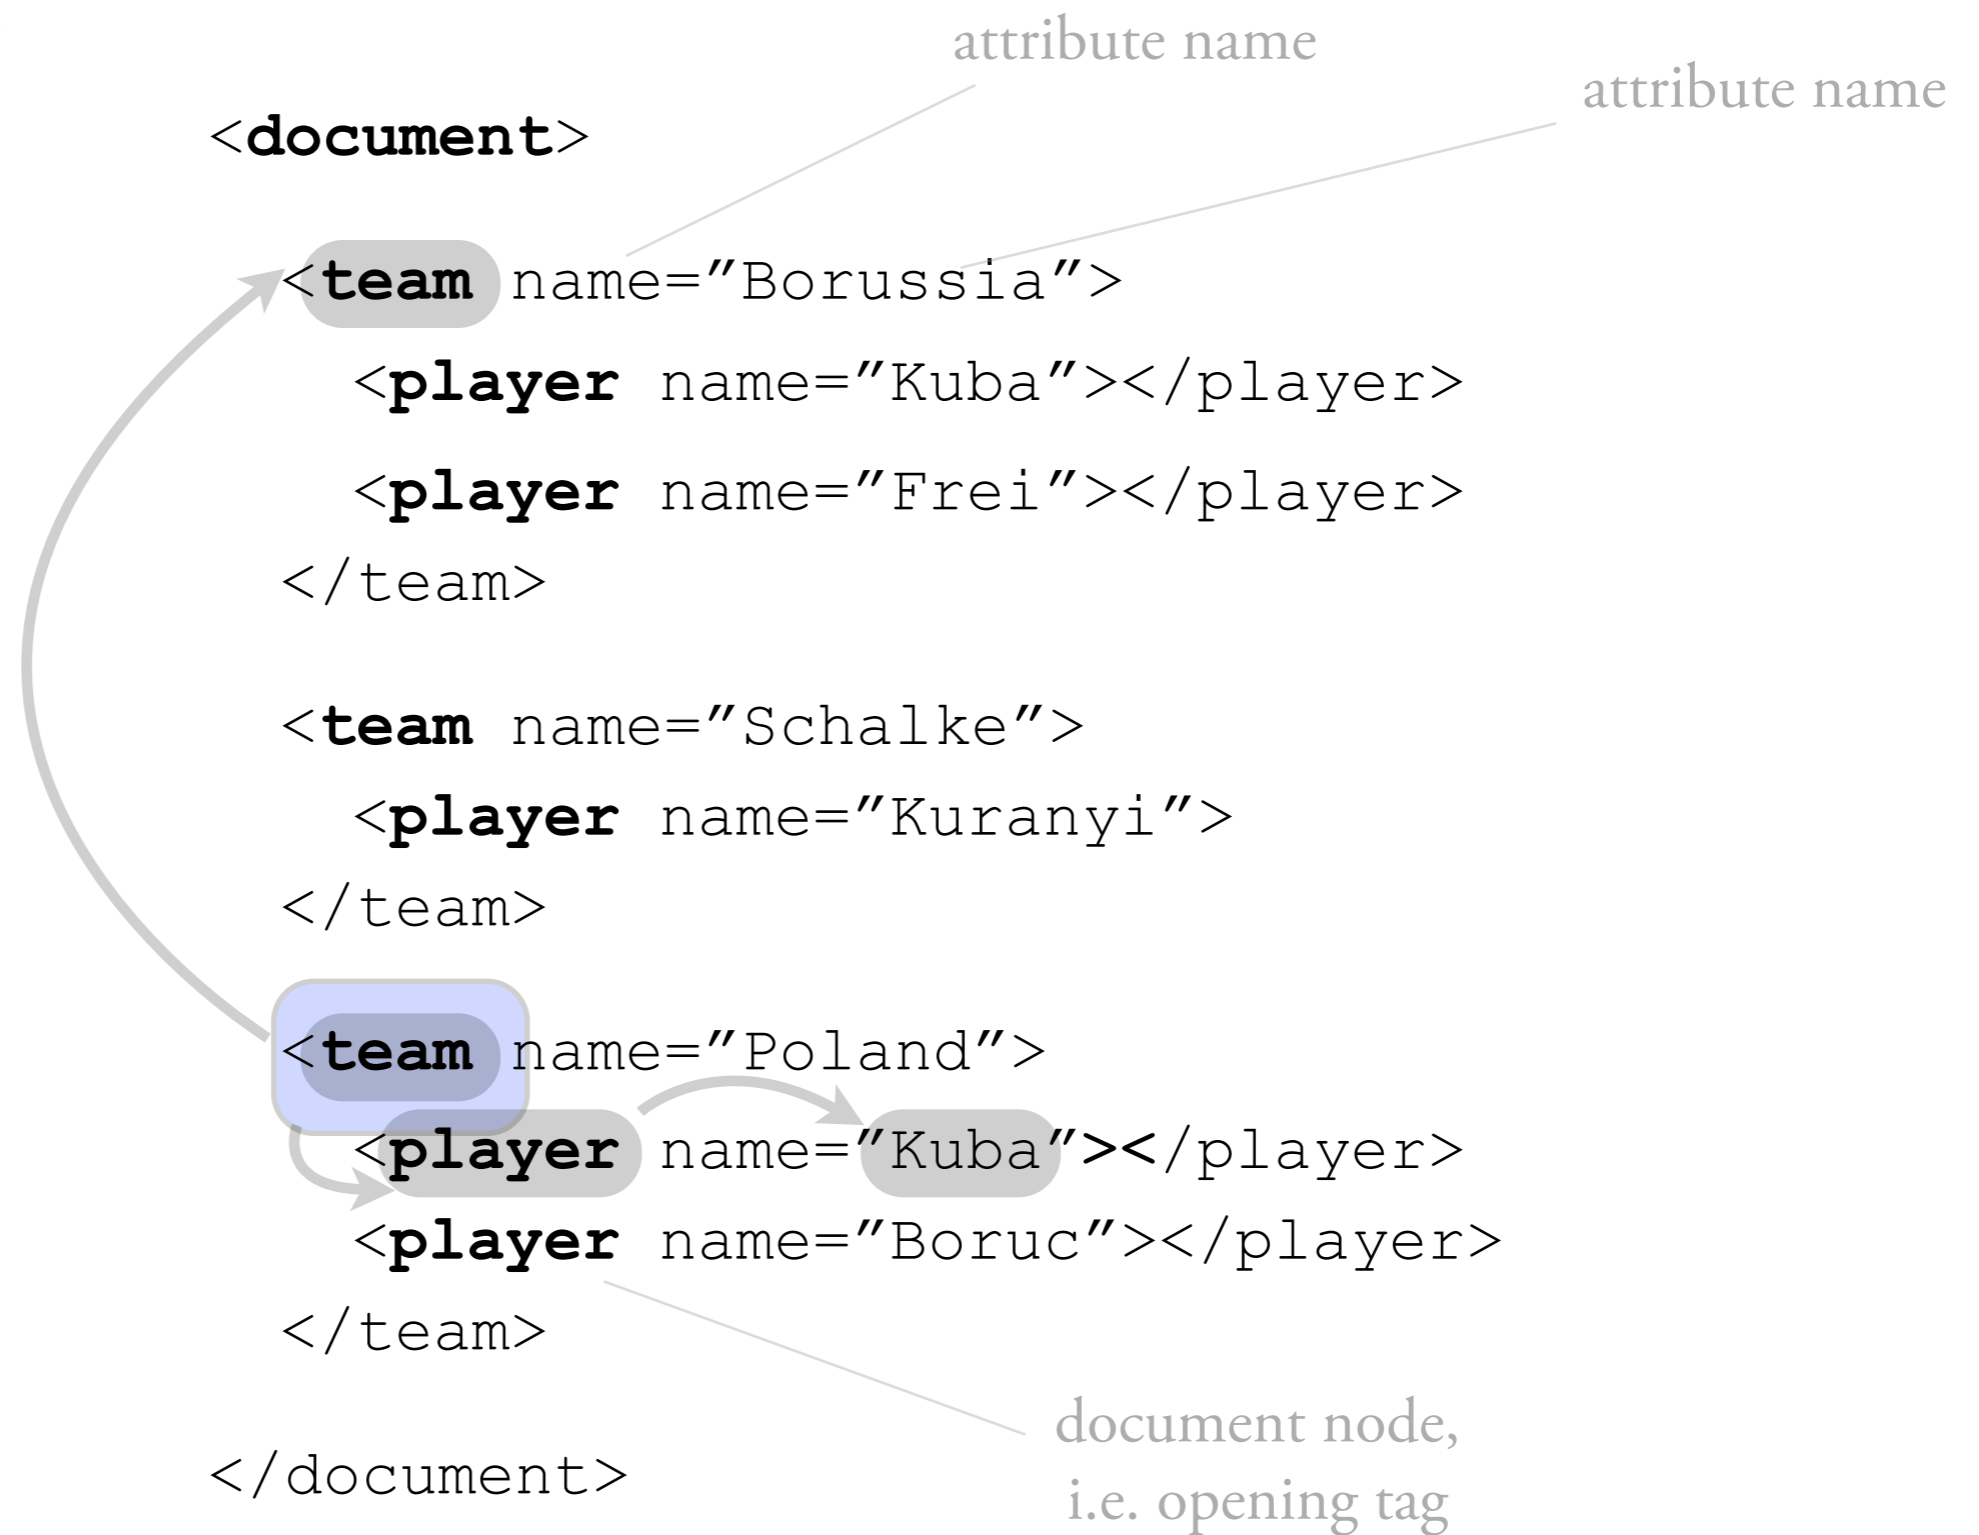 attribute name
attribute name
<document>
<team name=”Borussia”>
<player name=”Kuba”></player>
<player name=”Frei”></player>
</team>
<team name=”Schalke”>
<player name=”Kuranyi”>
</team>
<team name=”Poland”>
<player name=”Kuba”></player>
<player name=”Boruc”></player>
</team>
document node,
i.e. opening tag
</document>